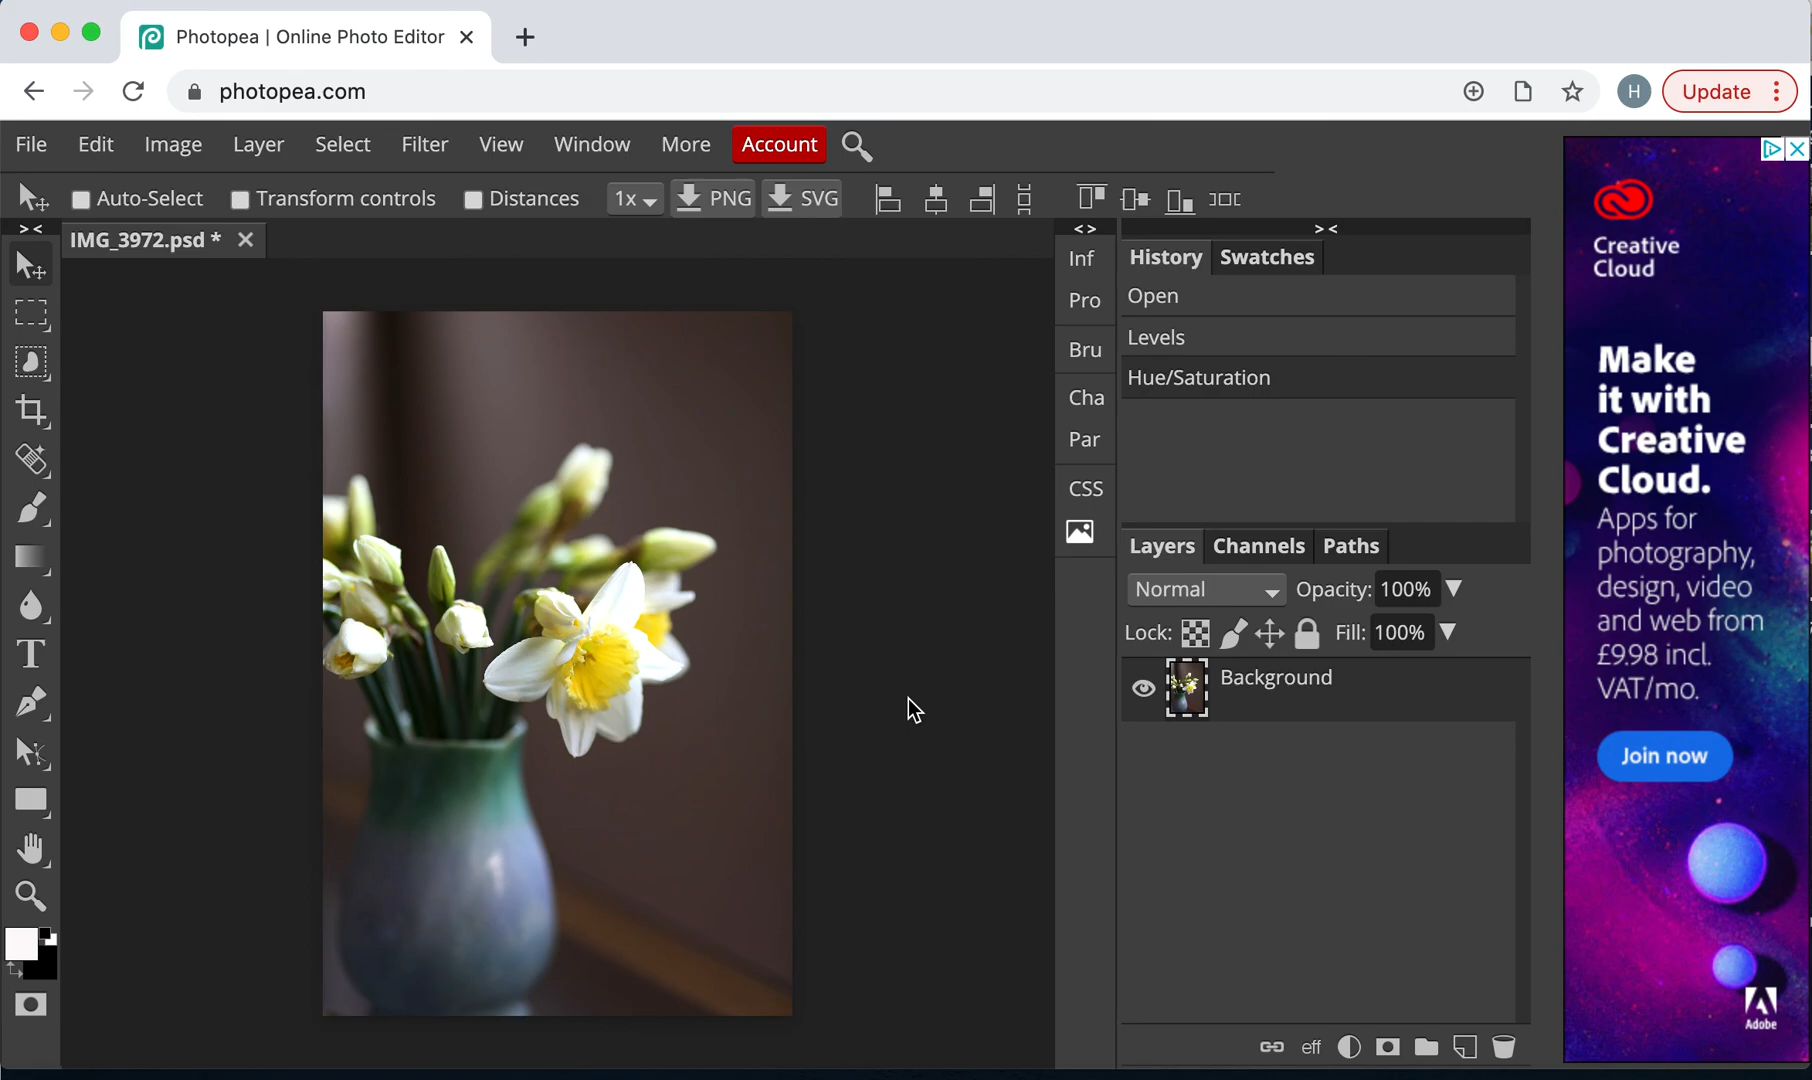 Photopea | Online Photo Editor
photopea.com
H
Update
File Edit Image Layer Select Filter View Window More Account
Auto-Select Transform controls Distances 1x PNG SVG
IMG_3972.psd *
Inf
Pro
Bru
Cha
Par
CSS
History Swatches
Open
Levels
Hue/Saturation
Layers Channels Paths
Normal Opacity: 100%
Lock: Fill: 100%
Background
eff
Creative
Cloud
Make
it with
Creative
Cloud.
Apps for
photography,
design, video
and web from
£9.98 incl.
VAT/mo.
Join now
Adobe